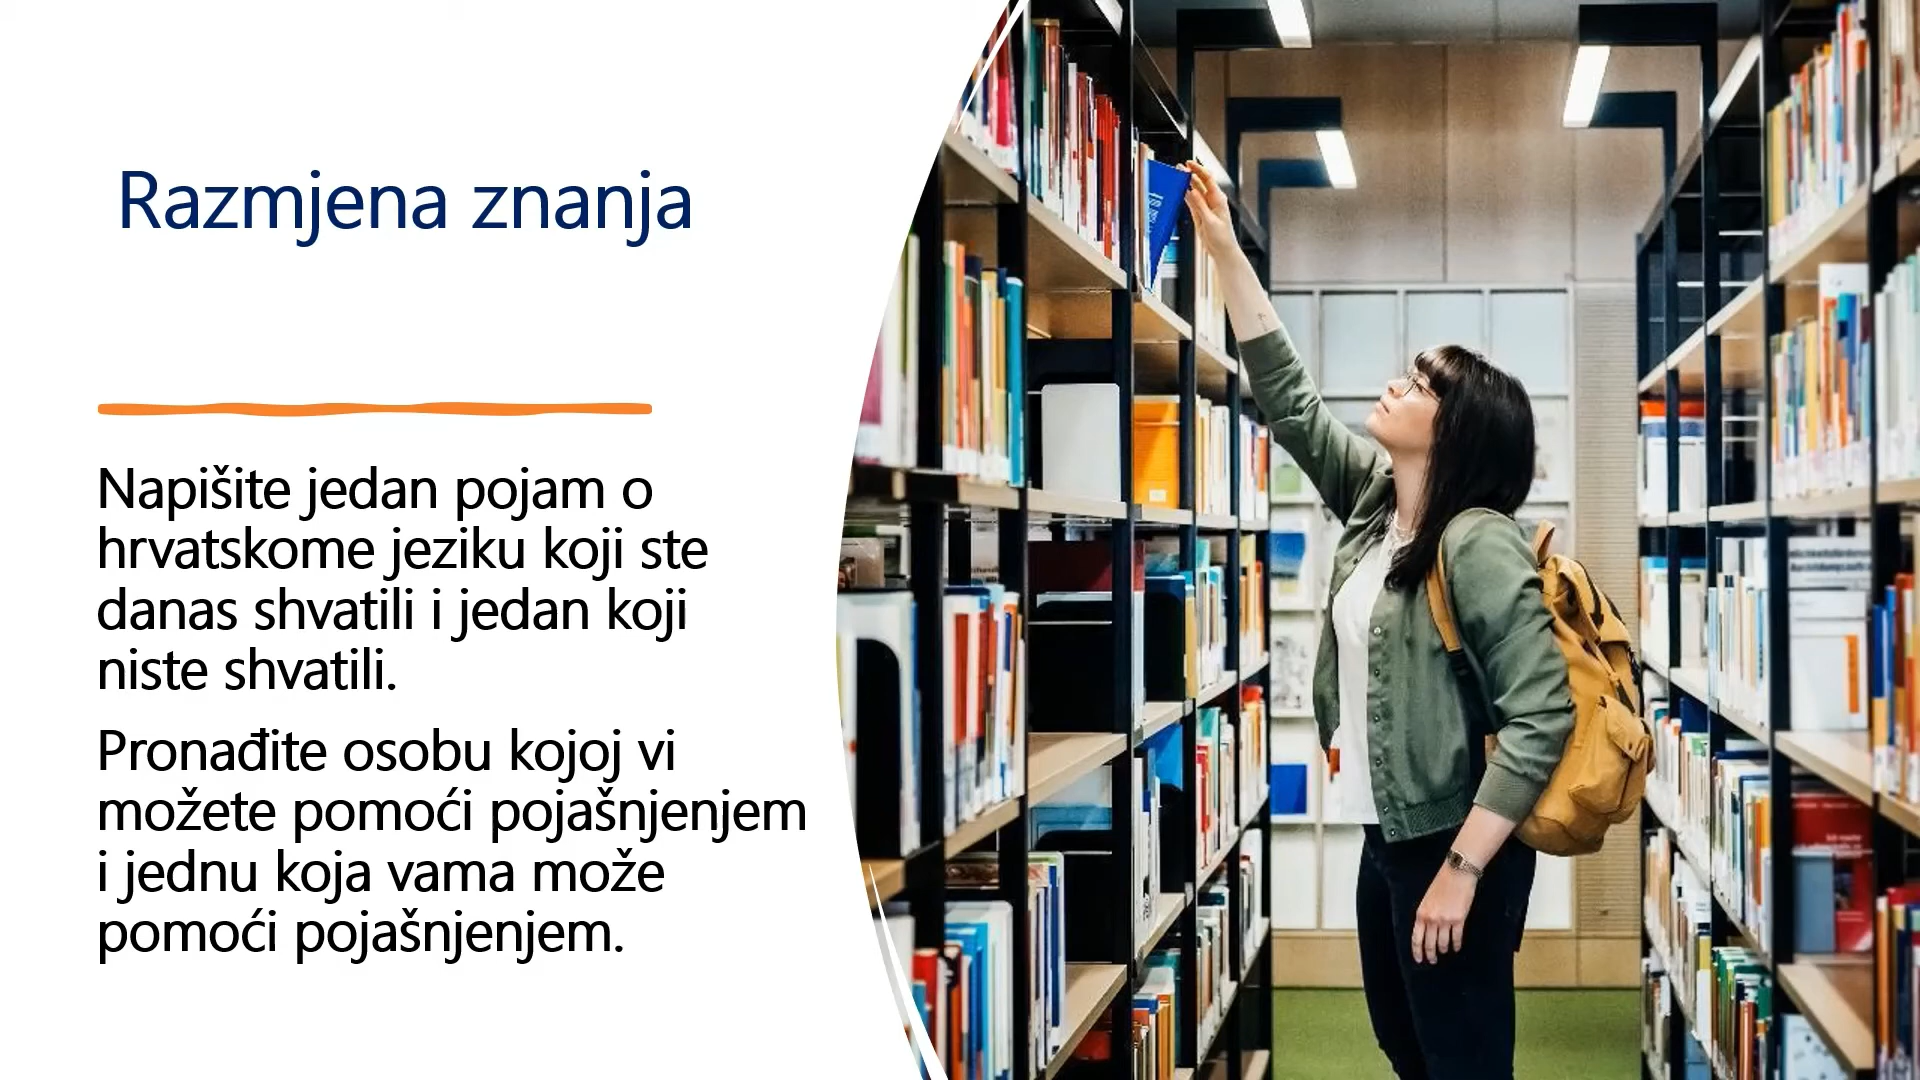 Razmjena znanja
Napišite jedan pojam o
hrvatskome jeziku koji ste
danas shvatili i jedan koji
niste shvatili.
Pronađite osobu kojoj vi
možete pomoći pojašnjenjem
i jednu koja vama može
pomoći pojašnjenjem.